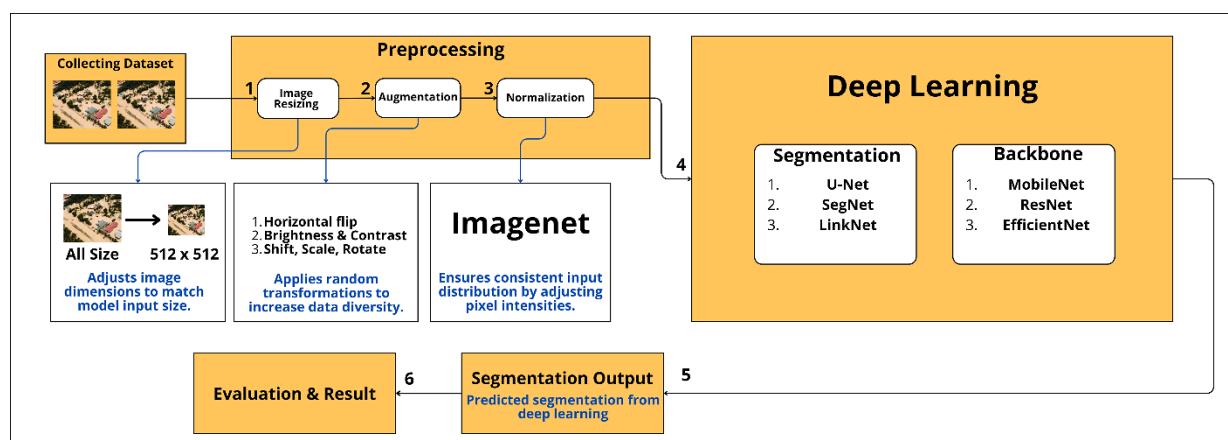 Collecting Dataset
Preprocessing
1
Image
Resizing
2
Augmentation
3
Normalization
4
Deep Learning
Segmentation
1. U-Net
2. SegNet
3. LinkNet
Backbone
1. MobileNet
2. ResNet
3. EfficientNet
All Size
512 x 512
Adjusts image
dimensions to match
model input size.
1. Horizontal flip
2. Brightness & Contrast
3. Shift, Scale, Rotate
Applies random
transformations to
increase data diversity.
Imagenet
Ensures consistent input
distribution by adjusting
pixel intensities.
5
Segmentation Output
Predicted segmentation from
deep learning
6
Evaluation & Result